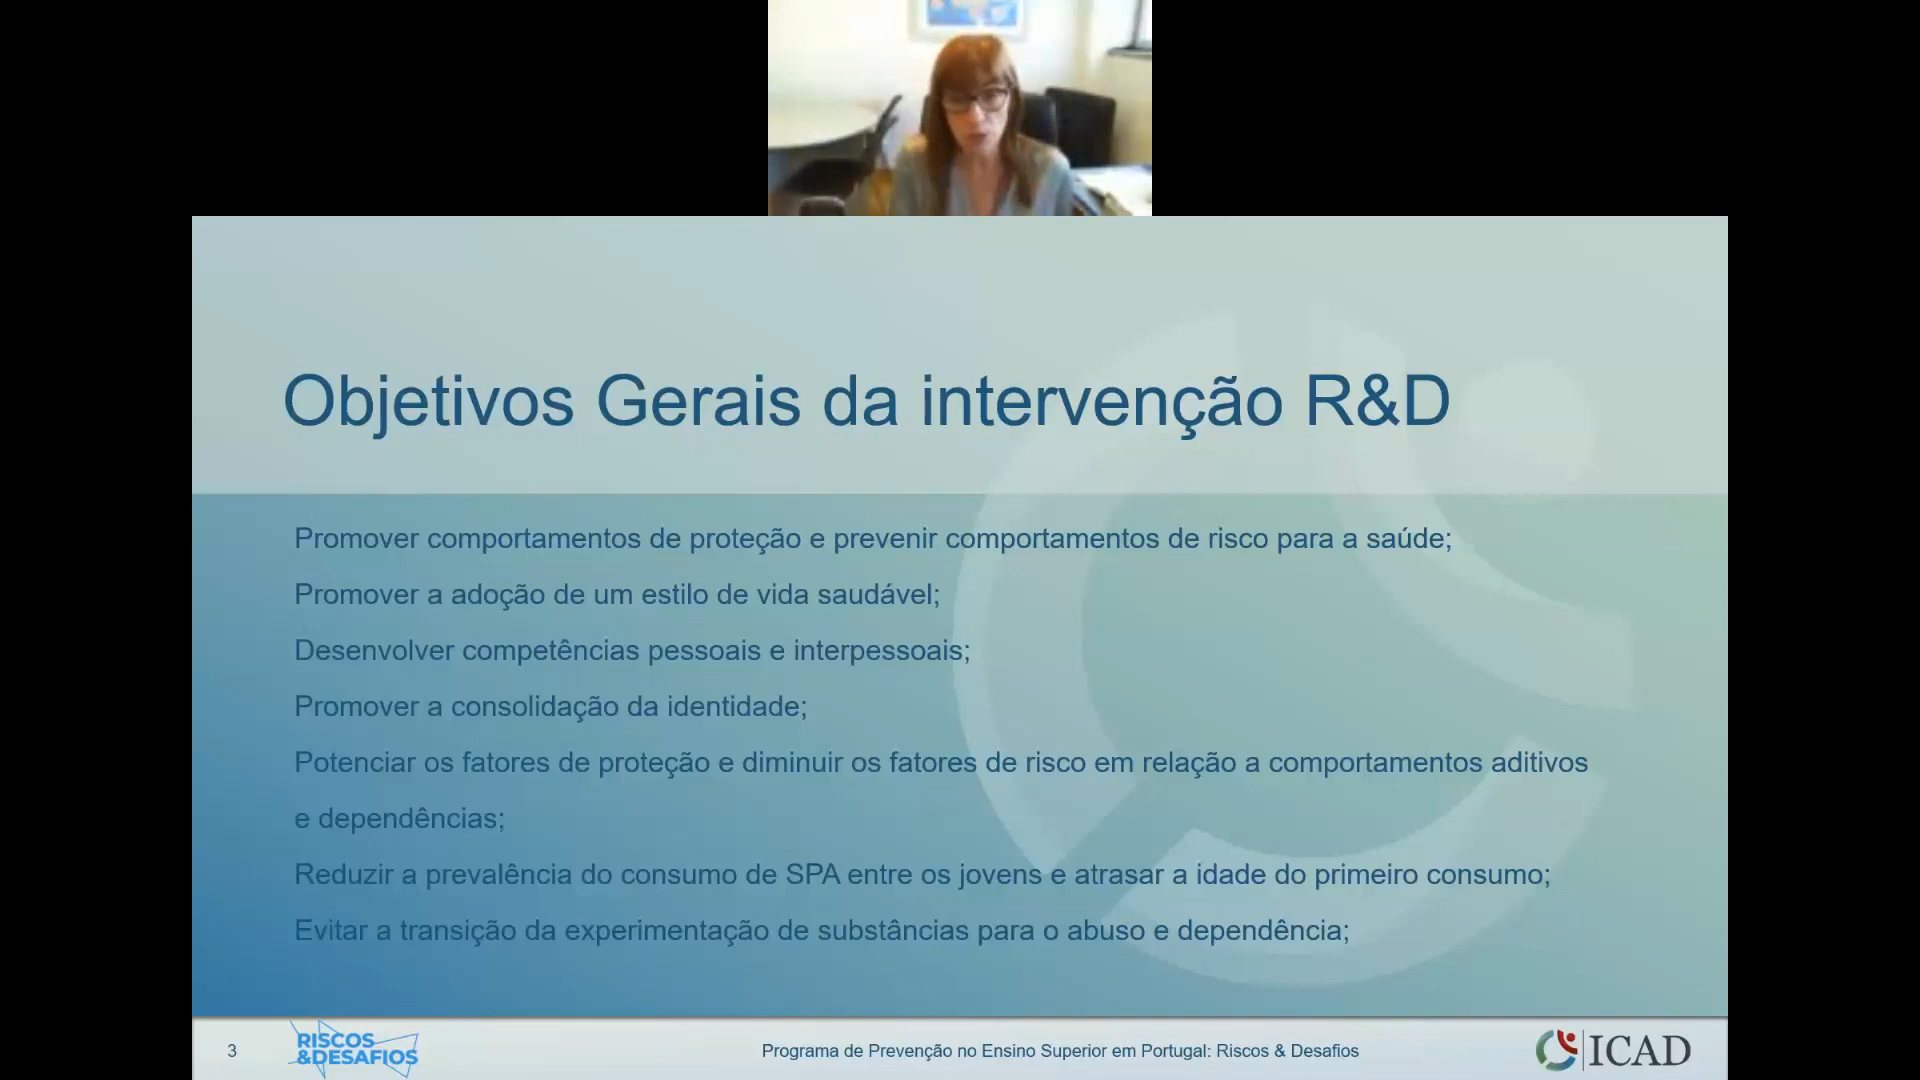 Objetivos Gerais da intervenção R&D
Promover comportamentos de proteção e prevenir comportamentos de risco para a saúde;
Promover a adoção de um estilo de vida saudável;
Desenvolver competências pessoais e interpessoais;
Promover a consolidação da identidade;
Potenciar os fatores de proteção e diminuir os fatores de risco em relação a comportamentos aditivos
e dependências;
Reduzir a prevalência do consumo de SPA entre os jovens e atrasar a idade do primeiro consumo;
Evitar a transição da experimentação de substâncias para o abuso e dependência;
3
RISCOS
&DESAFIOS
Programa de Prevenção no Ensino Superior em Portugal: Riscos & Desafios
ICAD